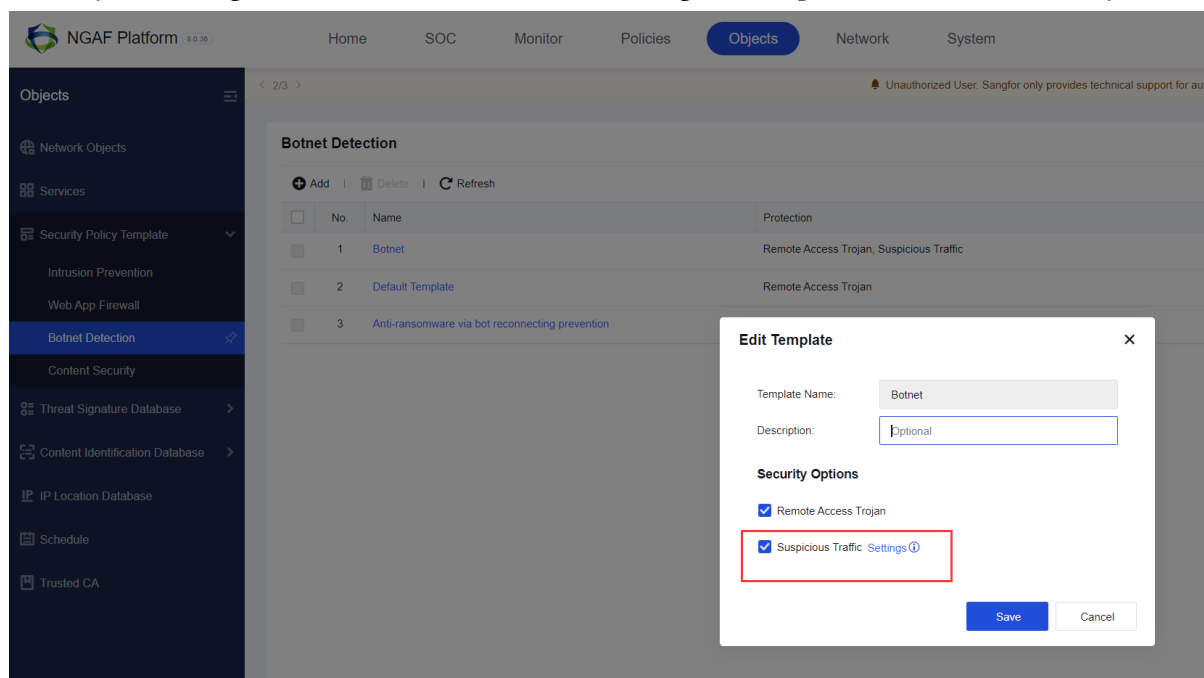 NGAF Platform 8.0.36
Home SOC Monitor Policies Objects Network System
Objects
2/3
Unauthorized User. Sangfor only provides technical support for au
Network Objects
Services
Security Policy Template
Intrusion Prevention
Web App Firewall
Botnet Detection
Content Security
Threat Signature Database
Content Identification Database
IP Location Database
Schedule
Trusted CA
Botnet Detection
Add Delete Refresh
No. Name Protection
1 Botnet Remote Access Trojan, Suspicious Traffic
2 Default Template Remote Access Trojan
3 Anti-ransomware via bot reconnecting prevention
Edit Template
Template Name: Botnet
Description: Optional
Security Options
Remote Access Trojan
Suspicious Traffic Settings
Save Cancel